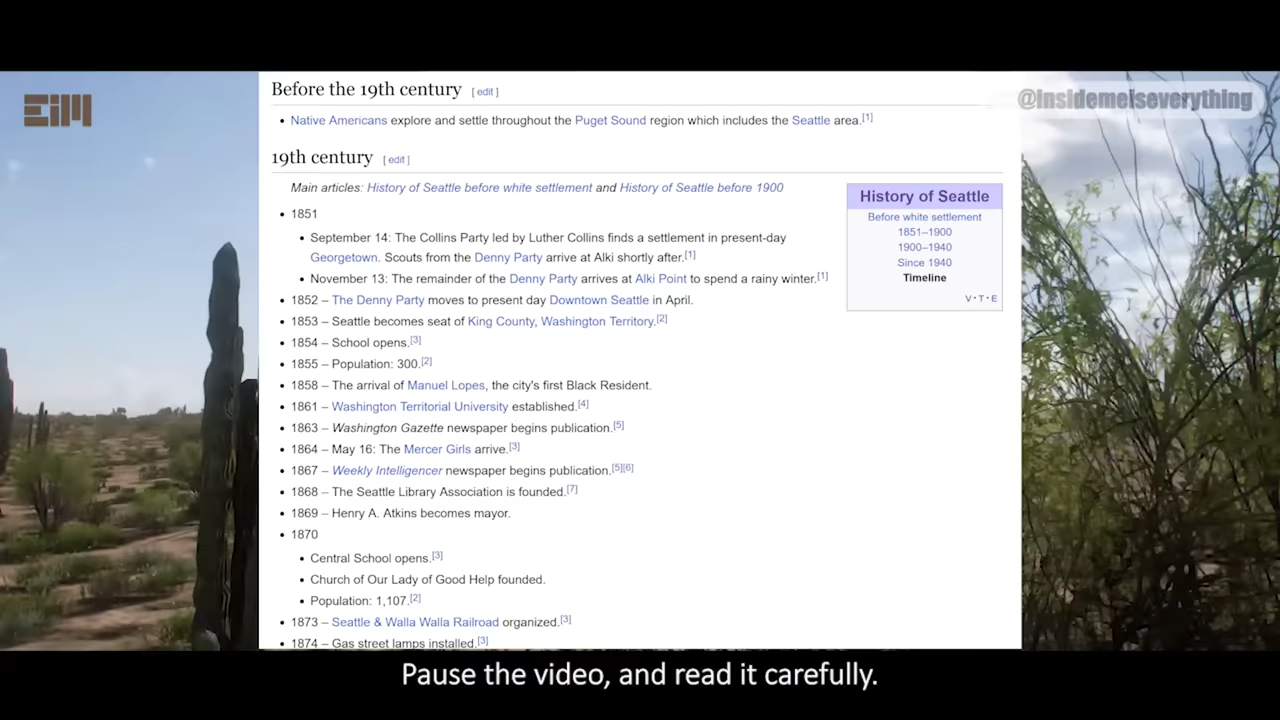 EiM
@insidemeiseverything
Before the 19th century [ edit ]
• Native Americans explore and settle throughout the Puget Sound region which includes the Seattle area.[1]
19th century [ edit ]
Main articles: History of Seattle before white settlement and History of Seattle before 1900
• 1851
• September 14: The Collins Party led by Luther Collins finds a settlement in present-day
Georgetown. Scouts from the Denny Party arrive at Alki shortly after.[1]
• November 13: The remainder of the Denny Party arrives at Alki Point to spend a rainy winter.[1]
• 1852 – The Denny Party moves to present day Downtown Seattle in April.
• 1853 – Seattle becomes seat of King County, Washington Territory.[2]
• 1854 – School opens.[3]
• 1855 – Population: 300.[2]
• 1858 – The arrival of Manuel Lopes, the city's first Black Resident.
• 1861 – Washington Territorial University established.[4]
• 1863 – Washington Gazette newspaper begins publication.[5]
• 1864 – May 16: The Mercer Girls arrive.[3]
• 1867 – Weekly Intelligencer newspaper begins publication.[5][6]
• 1868 – The Seattle Library Association is founded.[7]
• 1869 – Henry A. Atkins becomes mayor.
• 1870
• Central School opens.[3]
• Church of Our Lady of Good Help founded.
• Population: 1,107.[2]
• 1873 – Seattle & Walla Walla Railroad organized.[3]
• 1874 – Gas street lamps installed.[3]
History of Seattle
Before white settlement
1851–1900
1900–1940
Since 1940
Timeline
V · T · E
Pause the video, and read it carefully.